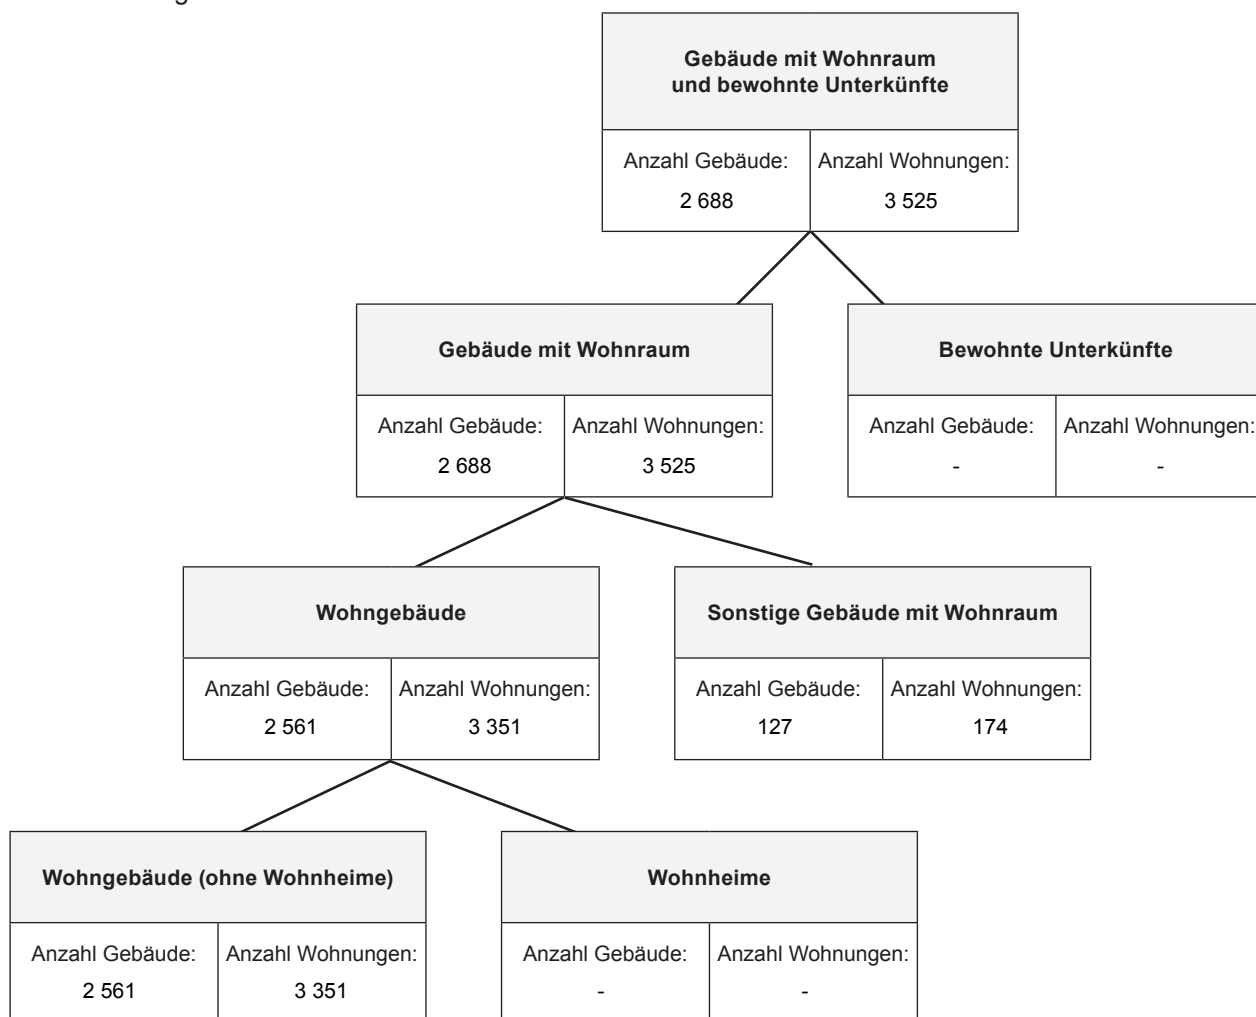 Gebäude mit Wohnraum
und bewohnte Unterkünfte
Anzahl Gebäude: Anzahl Wohnungen:
2 688 3 525
Gebäude mit Wohnraum
Anzahl Gebäude: Anzahl Wohnungen:
2 688 3 525
Bewohnte Unterkünfte
Anzahl Gebäude: Anzahl Wohnungen:
- -
Wohngebäude
Anzahl Gebäude: Anzahl Wohnungen:
2 561 3 351
Sonstige Gebäude mit Wohnraum
Anzahl Gebäude: Anzahl Wohnungen:
127 174
Wohngebäude (ohne Wohnheime)
Anzahl Gebäude: Anzahl Wohnungen:
2 561 3 351
Wohnheime
Anzahl Gebäude: Anzahl Wohnungen:
- -